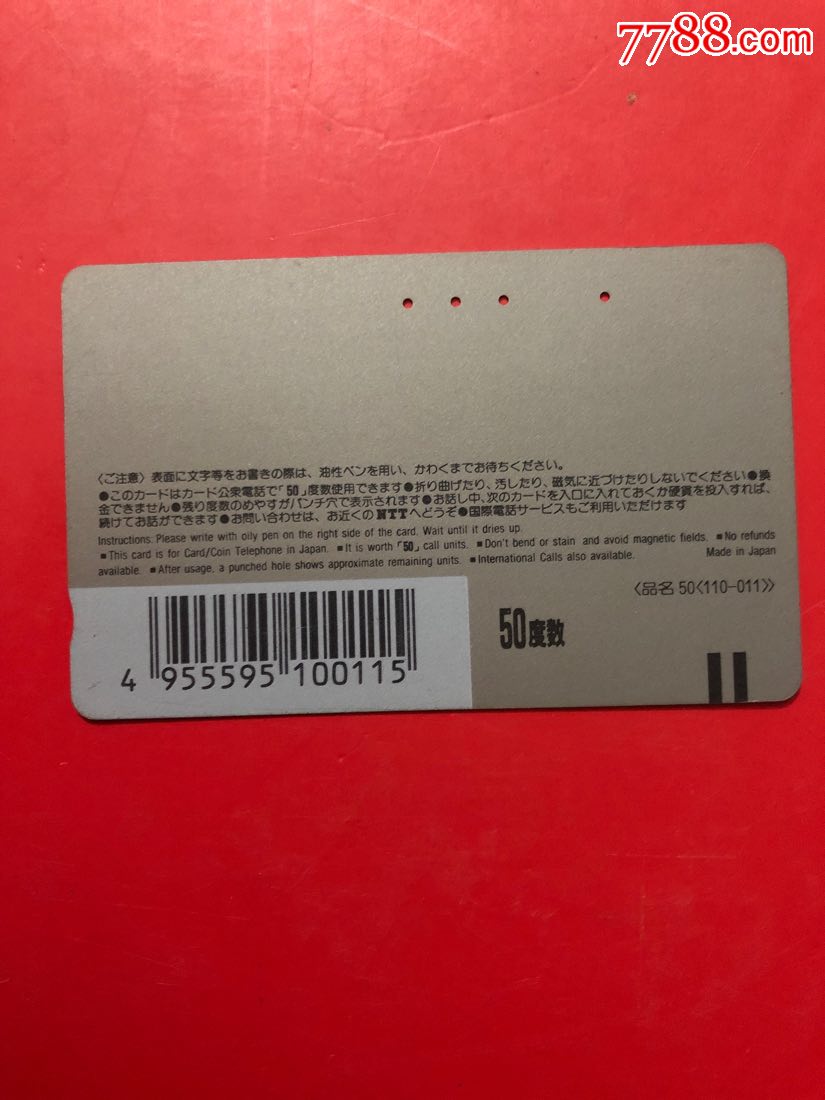 7788.com
〈ご注意〉表面に文字等をお書きの際は、油性ペンを用い、かわくまでお待ちください。
●このカードはカード公衆電話で「50」度数使用できます●折り曲げたり、汚したり、磁気に近づけたりしないでください●換
金できません●残り度数のめやすがパンチ穴で表示されます●お話し中、次のカードを入口に入れておくか硬貨を投入すれば、
続けてお話ができます●お問い合わせは、お近くのNTTへどうぞ●国際電話サービスもご利用いただけます
Instructions: Please write with oily pen on the right side of the card. Wait until it dries up.
■This card is for Card/Coin Telephone in Japan. ■It is worth「50」call units. ■Don't bend or stain and avoid magnetic fields. ■No refunds
available. ■After usage, a punched hole shows approximate remaining units. ■International Calls also available. Made in Japan
〈品名 50〈110-011〉〉
50度数
4 955595 100115